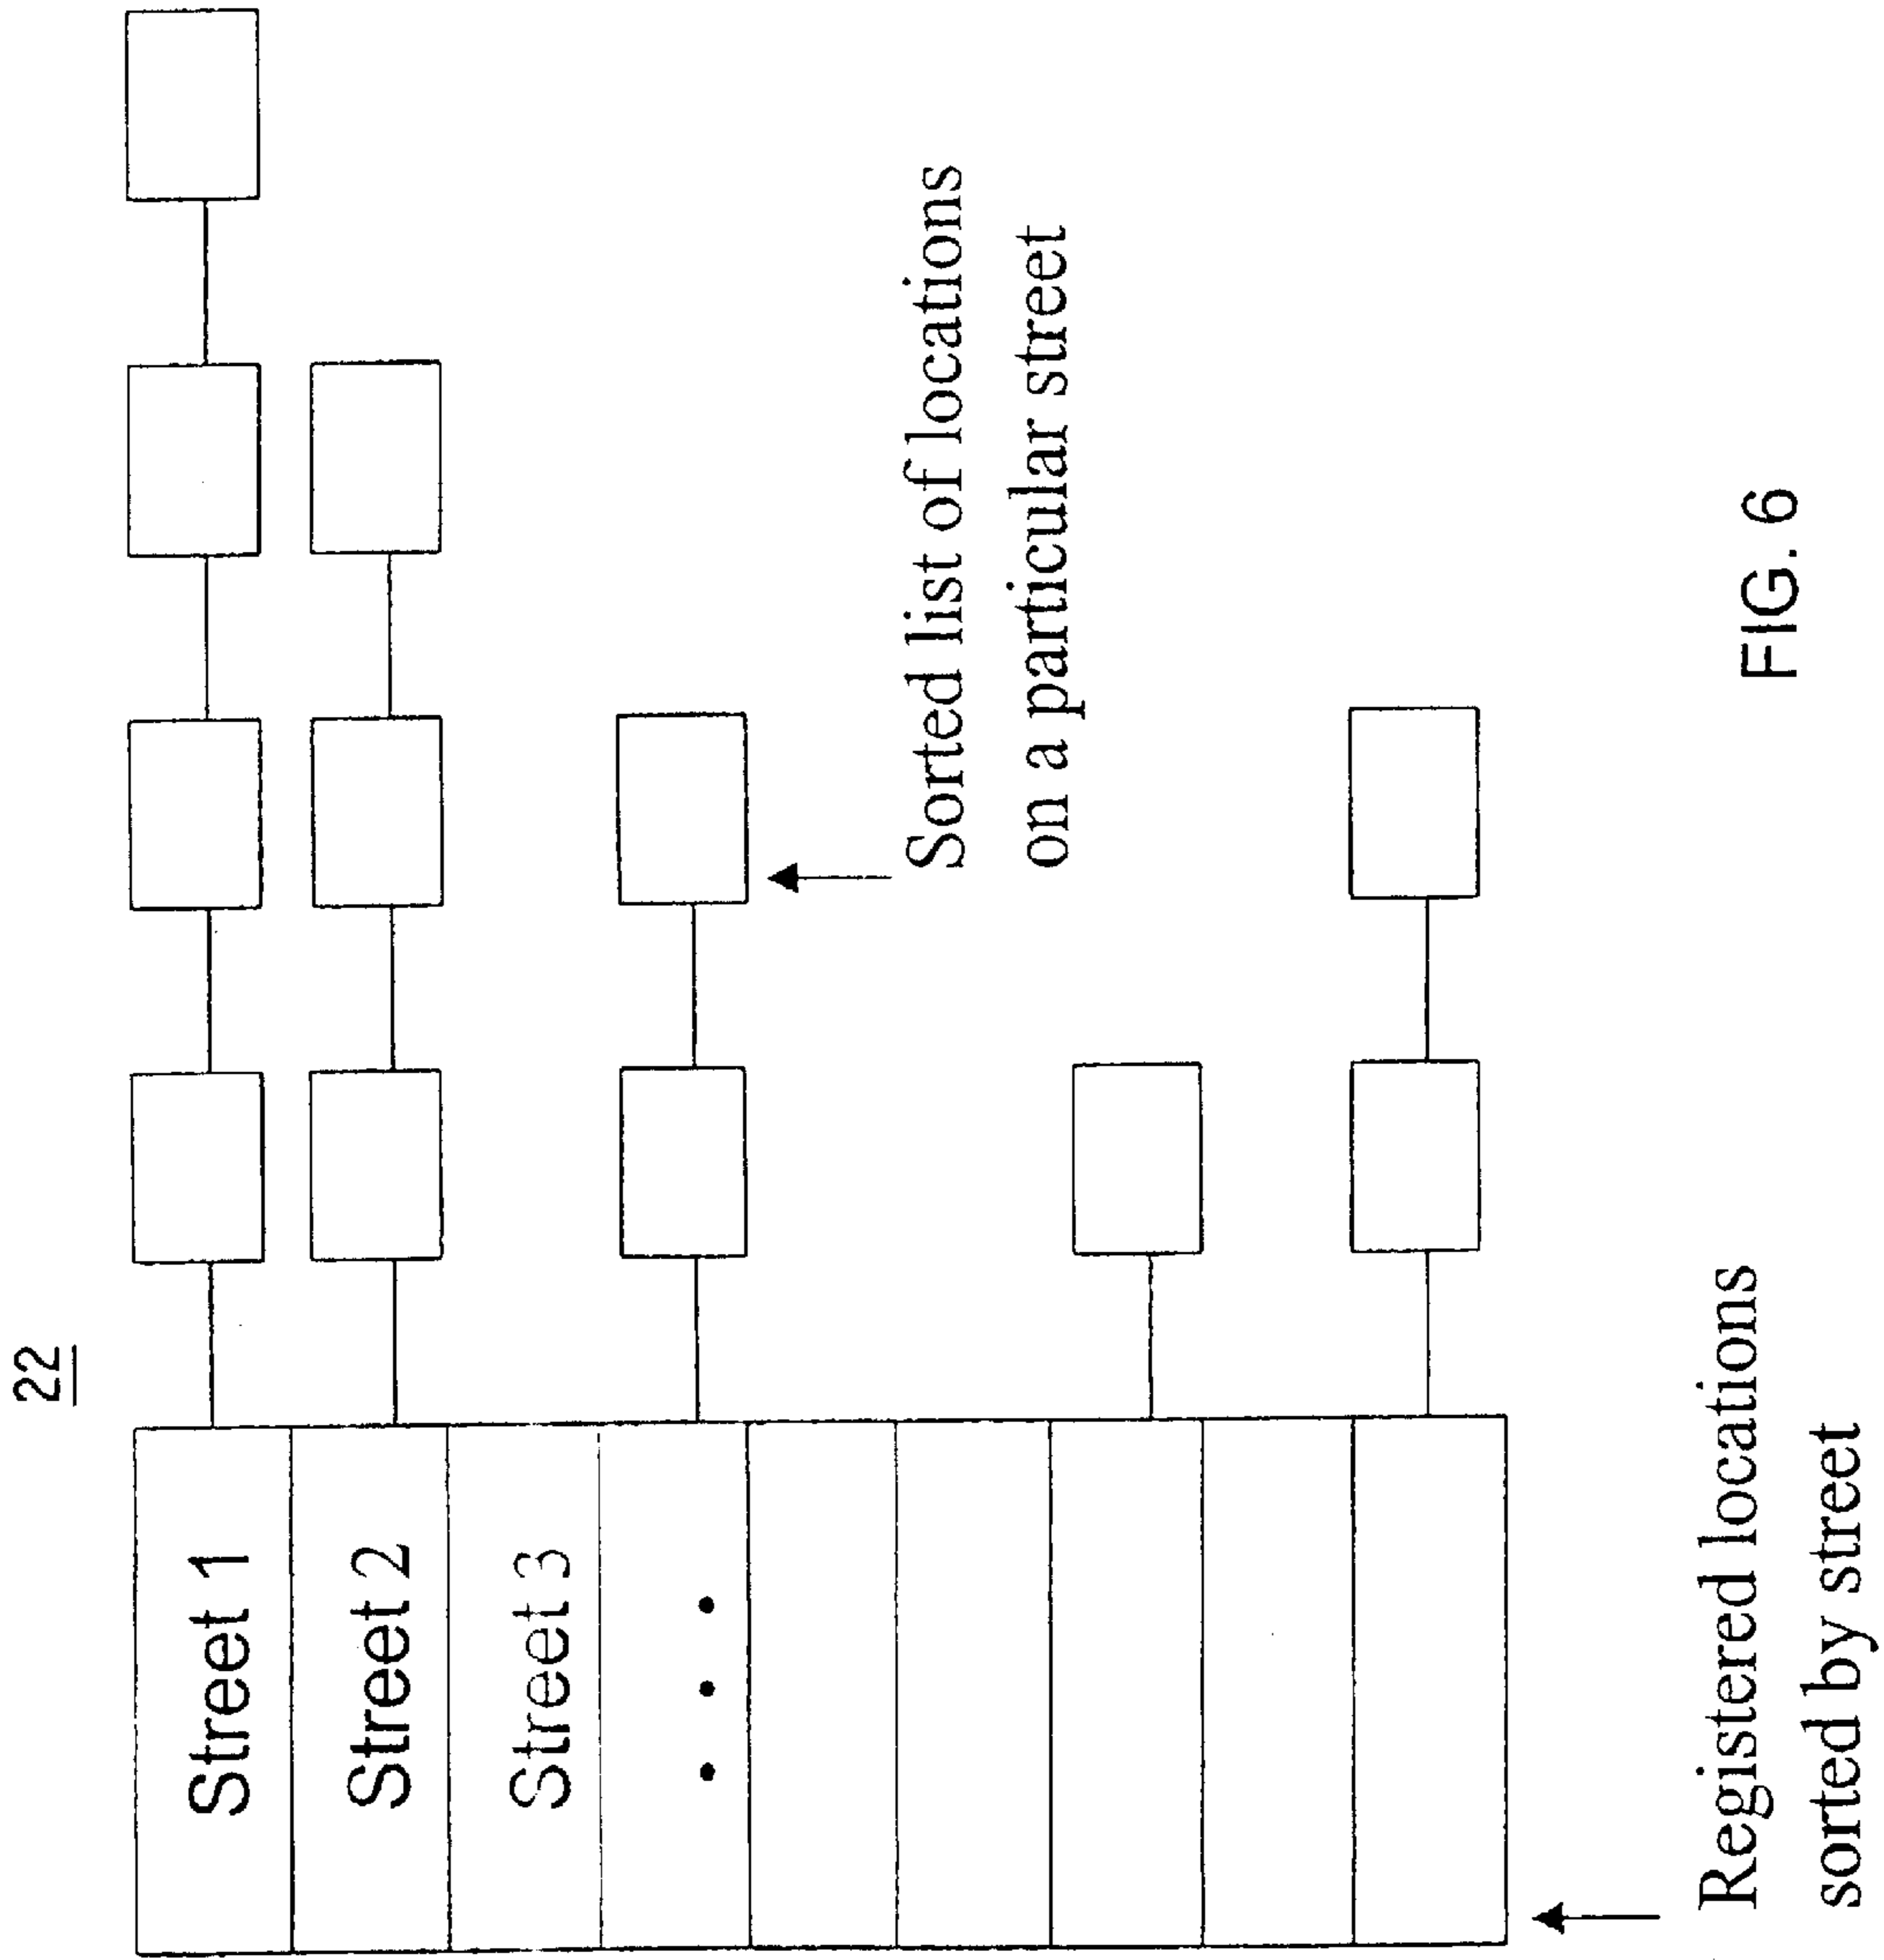 22
Street 1
Street 2
Street 3
• • •
Sorted list of locations
on a particular street
Registered locations
sorted by street
FIG. 6